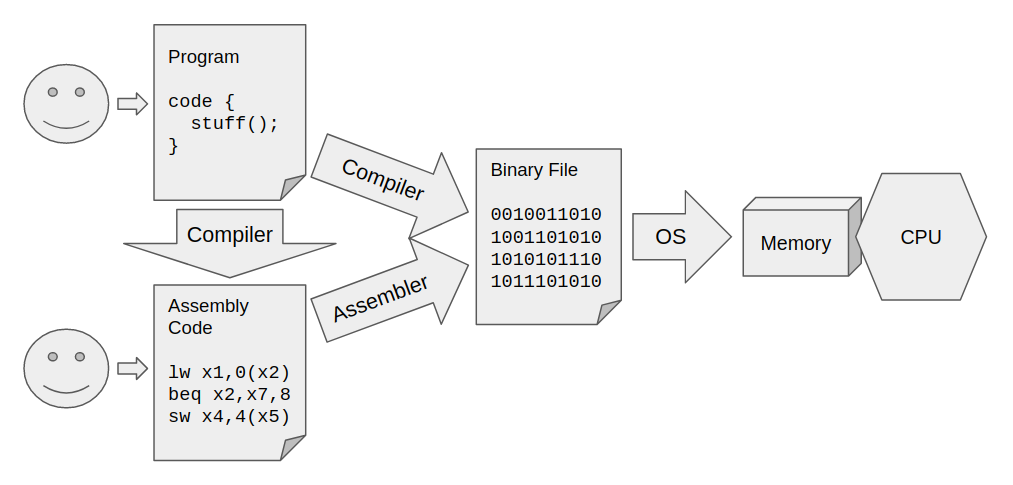 Program
code {
  stuff();
}
Compiler
Compiler
Assembly
Code
lw x1,0(x2)
beq x2,x7,8
sw x4,4(x5)
Assembler
Binary File
0010011010
1001101010
1010101110
1011101010
OS
Memory
CPU